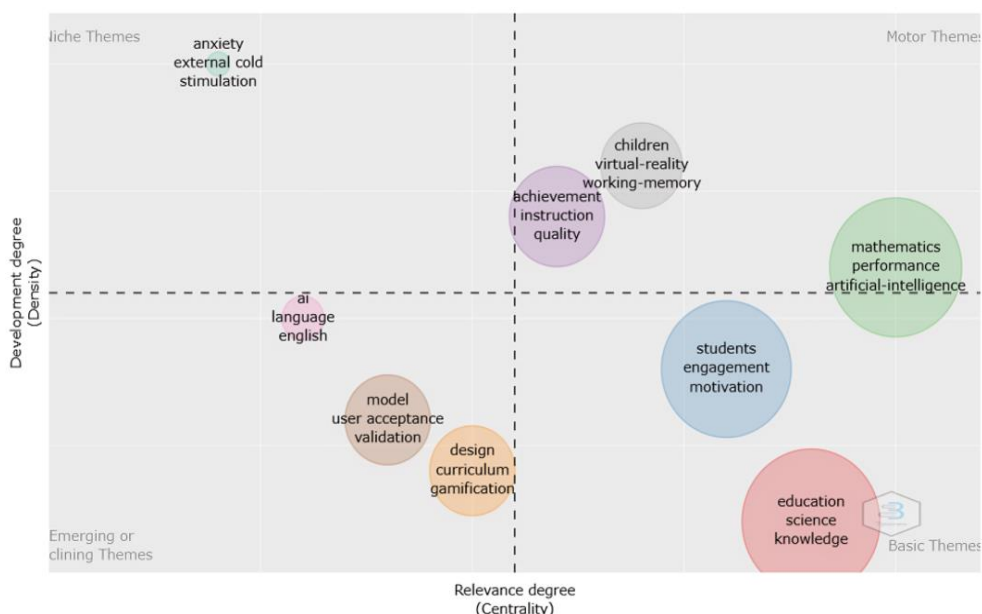 Niche Themes
Motor Themes
anxiety
external cold
stimulation
children
virtual-reality
working-memory
achievement
instruction
quality
mathematics
performance
artificial-intelligence
ai
language
english
students
engagement
motivation
model
user acceptance
validation
design
curriculum
gamification
education
science
knowledge
Emerging or
clining Themes
Basic Themes
Development degree
(Density)
Relevance degree
(Centrality)